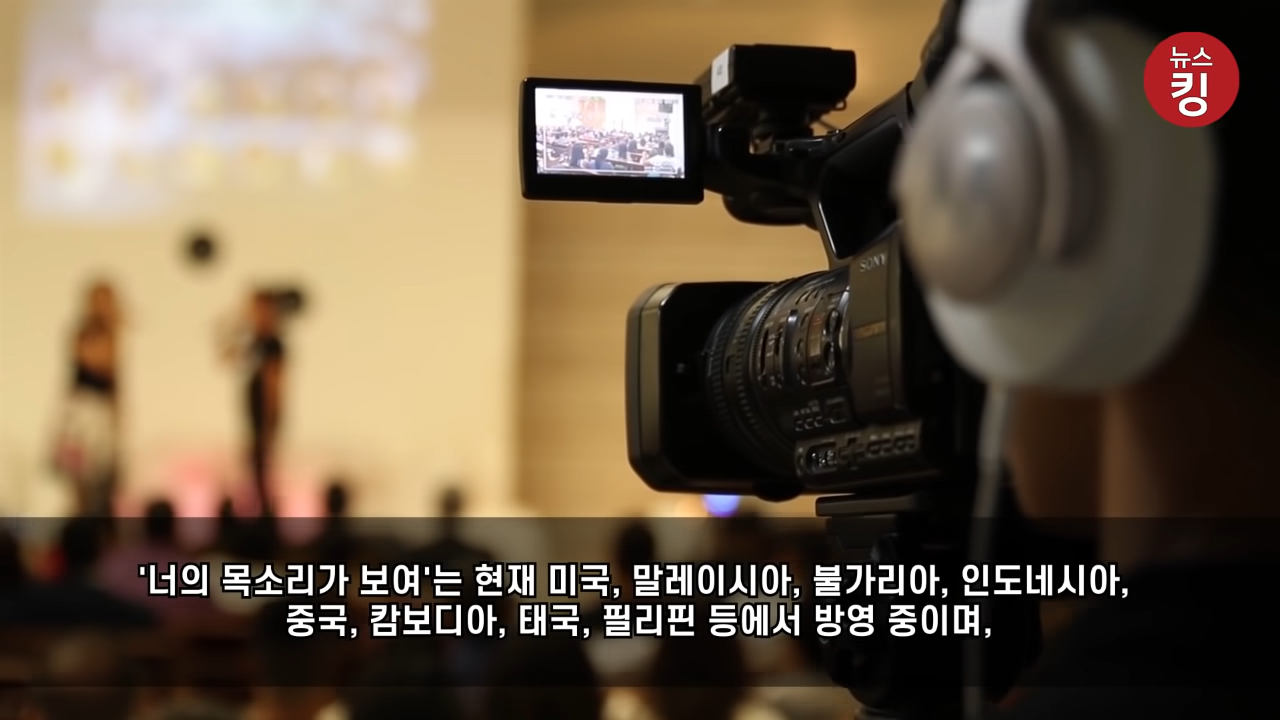 뉴스
킹
SONY
'너의 목소리가 보여'는 현재 미국, 말레이시아, 불가리아, 인도네시아,
중국, 캄보디아, 태국, 필리핀 등에서 방영 중이며,